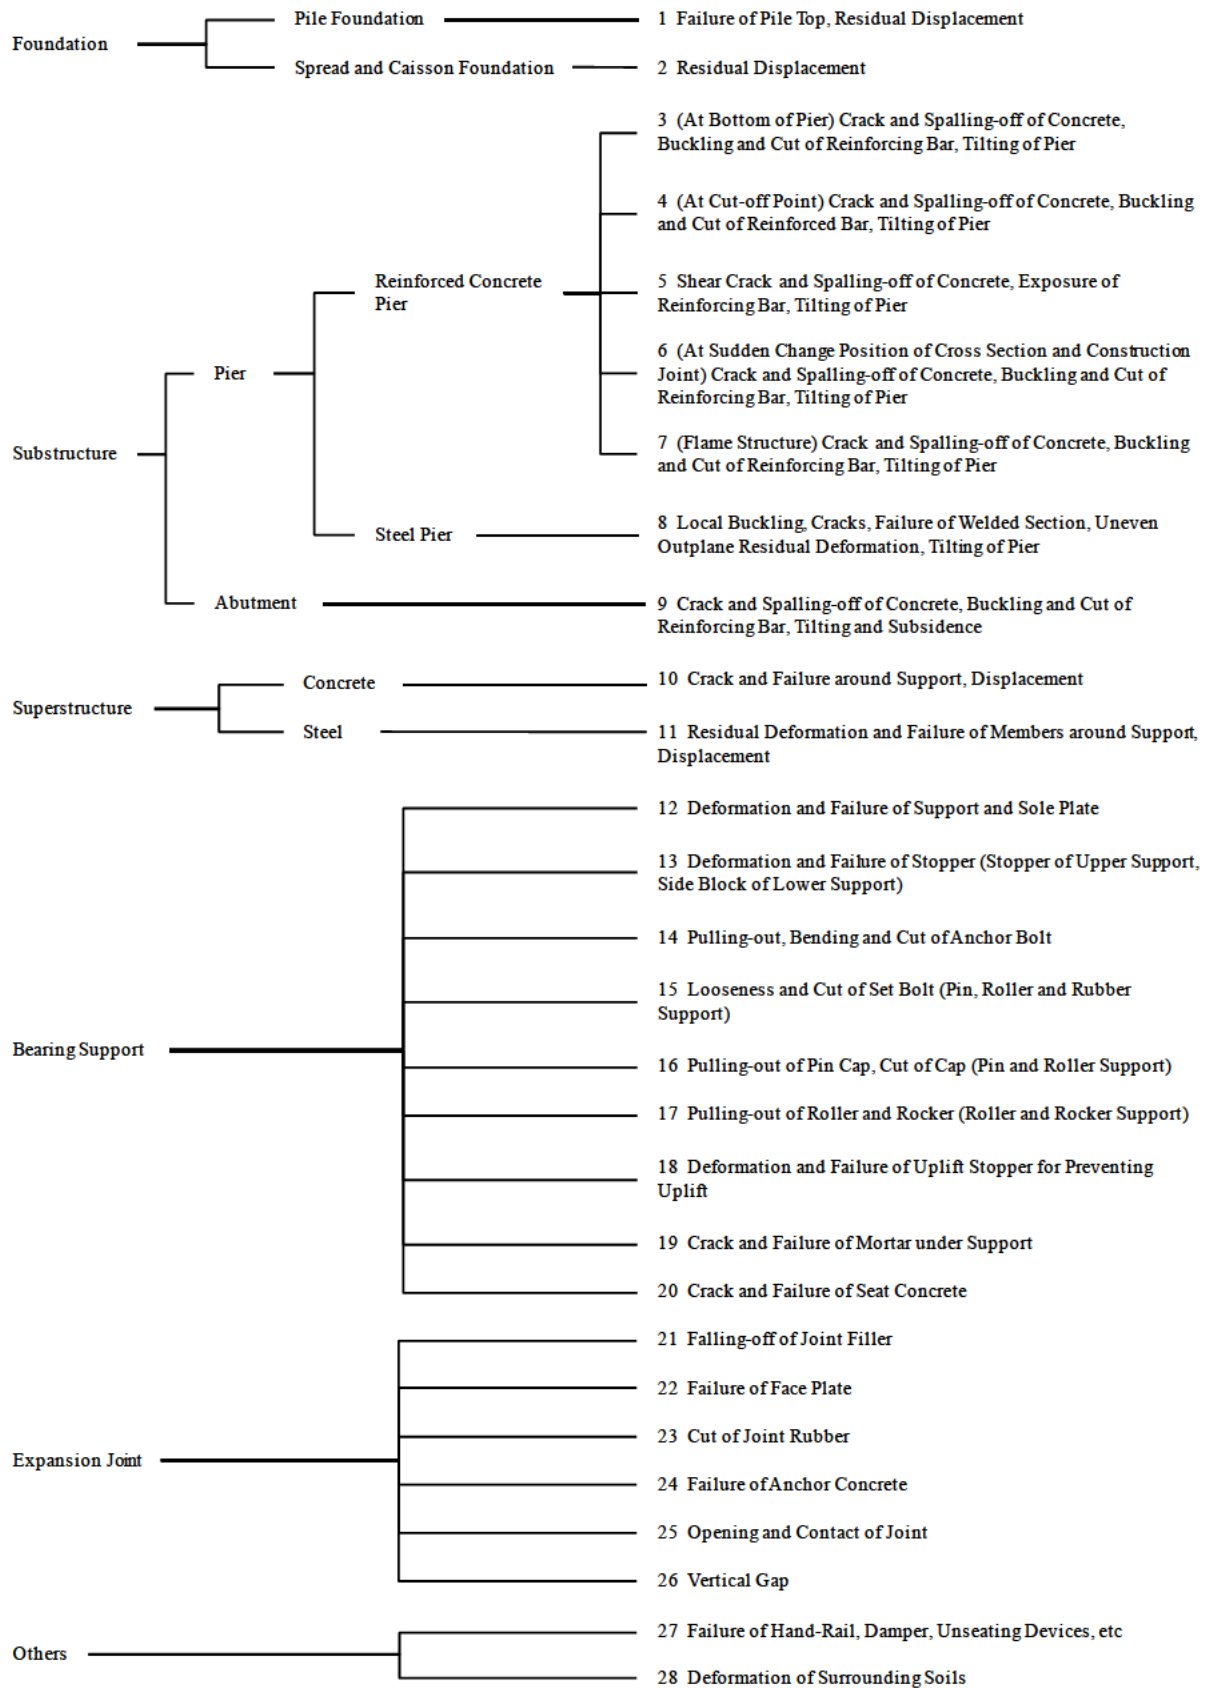 Foundation
Pile Foundation
1 Failure of Pile Top, Residual Displacement
Spread and Caisson Foundation
2 Residual Displacement
Substructure
Pier
Reinforced Concrete
Pier
3 (At Bottom of Pier) Crack and Spalling-off of Concrete,
Buckling and Cut of Reinforcing Bar, Tilting of Pier
4 (At Cut-off Point) Crack and Spalling-off of Concrete, Buckling
and Cut of Reinforced Bar, Tilting of Pier
5 Shear Crack and Spalling-off of Concrete, Exposure of
Reinforcing Bar, Tilting of Pier
6 (At Sudden Change Position of Cross Section and Construction
Joint) Crack and Spalling-off of Concrete, Buckling and Cut of
Reinforcing Bar, Tilting of Pier
7 (Flame Structure) Crack and Spalling-off of Concrete, Buckling
and Cut of Reinforcing Bar, Tilting of Pier
Steel Pier
8 Local Buckling, Cracks, Failure of Welded Section, Uneven
Outplane Residual Deformation, Tilting of Pier
Abutment
9 Crack and Spalling-off of Concrete, Buckling and Cut of
Reinforcing Bar, Tilting and Subsidence
Superstructure
Concrete
10 Crack and Failure around Support, Displacement
Steel
11 Residual Deformation and Failure of Members around Support,
Displacement
Bearing Support
12 Deformation and Failure of Support and Sole Plate
13 Deformation and Failure of Stopper (Stopper of Upper Support,
Side Block of Lower Support)
14 Pulling-out, Bending and Cut of Anchor Bolt
15 Looseness and Cut of Set Bolt (Pin, Roller and Rubber
Support)
16 Pulling-out of Pin Cap, Cut of Cap (Pin and Roller Support)
17 Pulling-out of Roller and Rocker (Roller and Rocker Support)
18 Deformation and Failure of Uplift Stopper for Preventing
Uplift
19 Crack and Failure of Mortar under Support
20 Crack and Failure of Seat Concrete
Expansion Joint
21 Falling-off of Joint Filler
22 Failure of Face Plate
23 Cut of Joint Rubber
24 Failure of Anchor Concrete
25 Opening and Contact of Joint
26 Vertical Gap
Others
27 Failure of Hand-Rail, Damper, Unseating Devices, etc
28 Deformation of Surrounding Soils